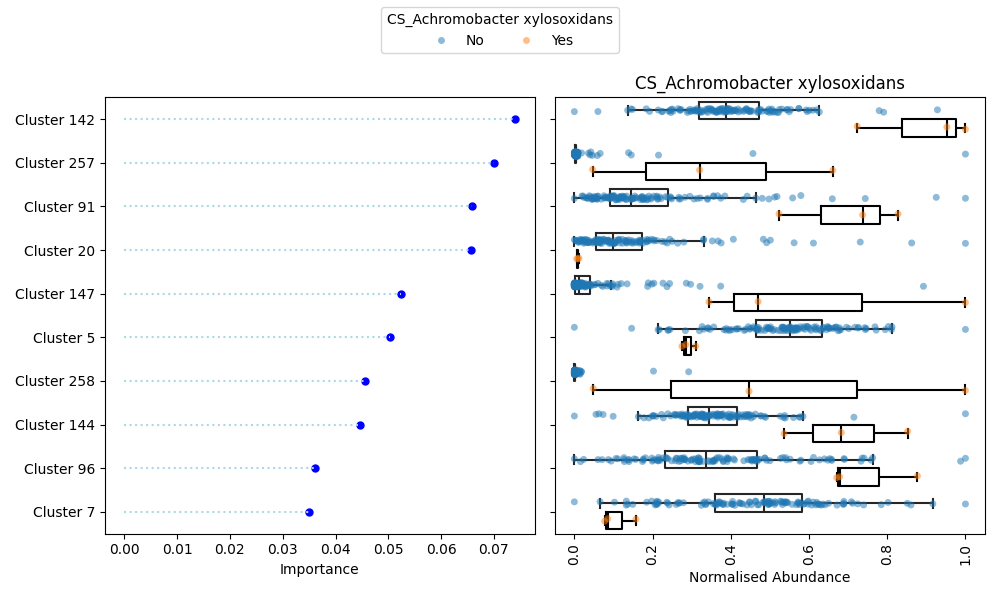 CS_Achromobacter xylosoxidans
No Yes
CS_Achromobacter xylosoxidans
Cluster 142
Cluster 257
Cluster 91
Cluster 20
Cluster 147
Cluster 5
Cluster 258
Cluster 144
Cluster 96
Cluster 7
0.00 0.01 0.02 0.03 0.04 0.05 0.06 0.07
Importance
0.0 0.2 0.4 0.6 0.8 1.0
Normalised Abundance